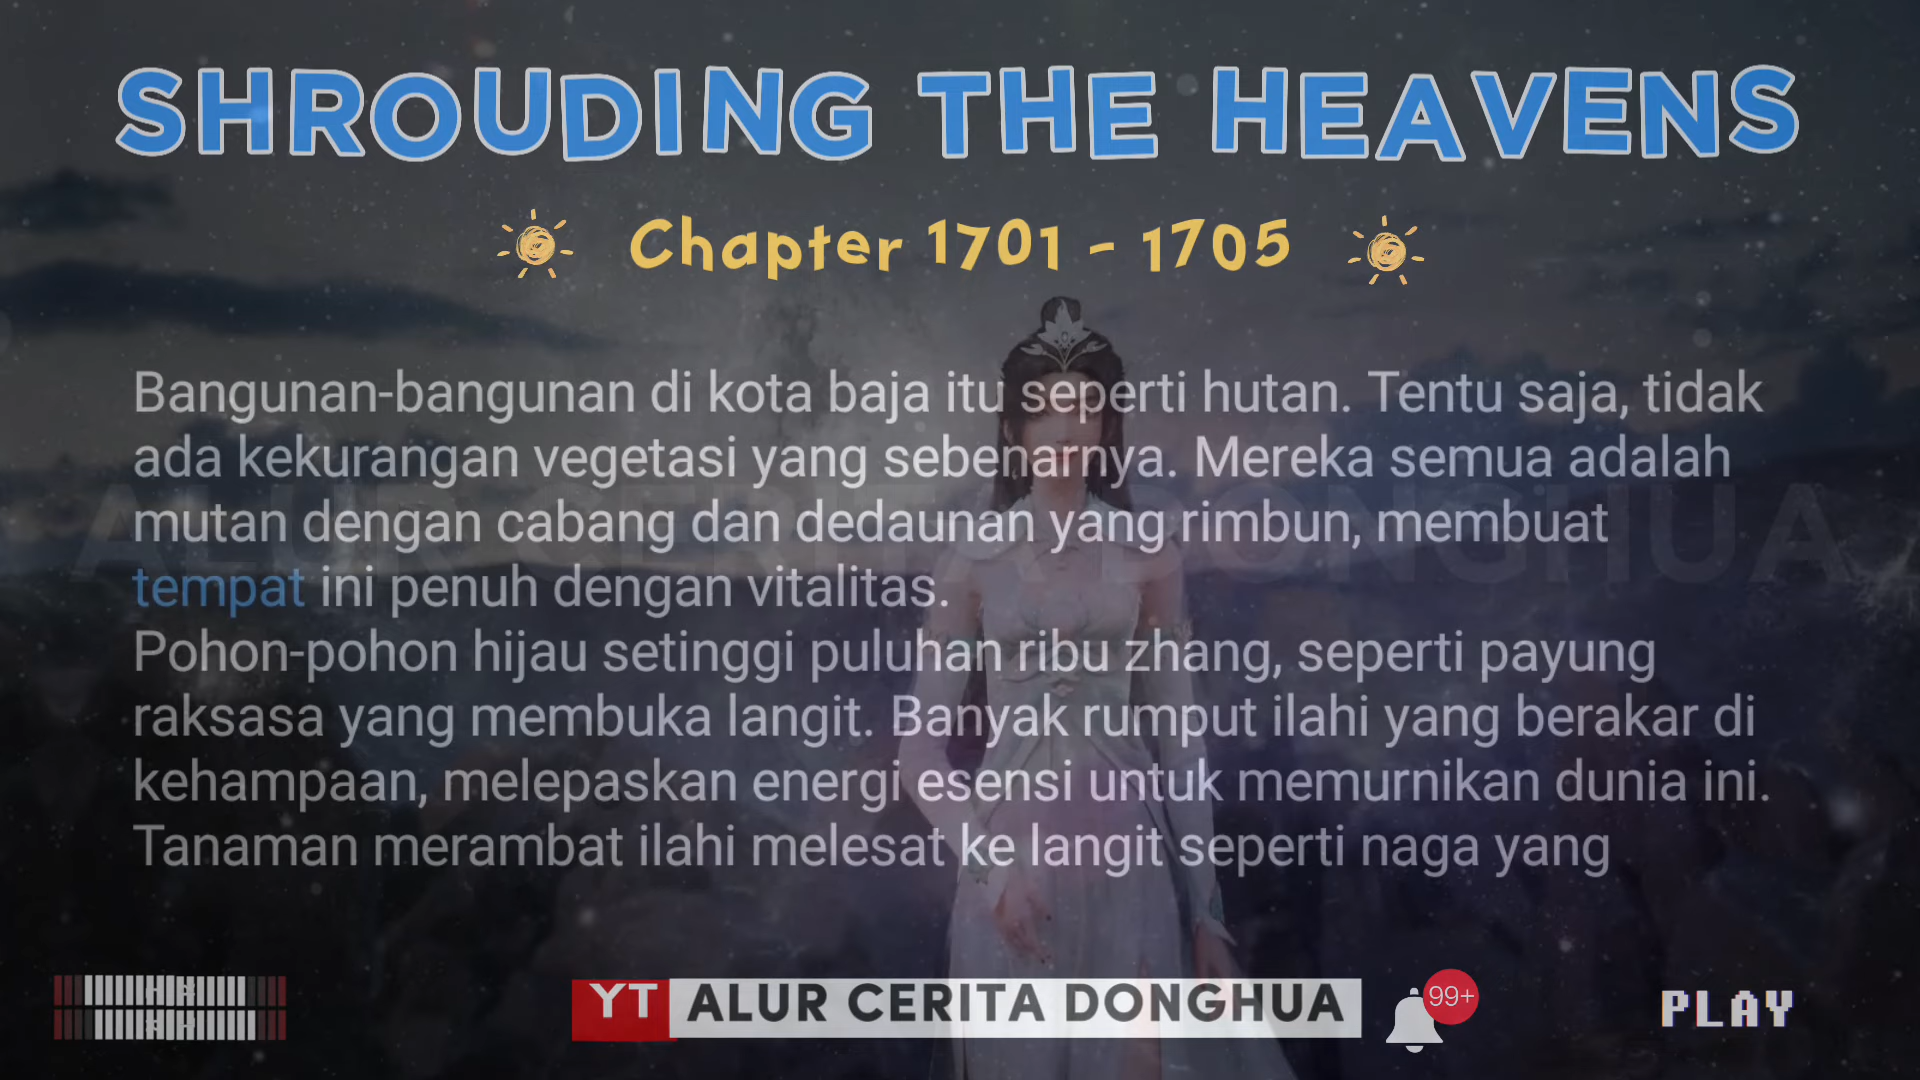 SHROUDING THE HEAVENS
Chapter 1701 - 1705
Bangunan-bangunan di kota baja itu seperti hutan. Tentu saja, tidak
ada kekurangan vegetasi yang sebenarnya. Mereka semua adalah
mutan dengan cabang dan dedaunan yang rimbun, membuat
tempat ini penuh dengan vitalitas.
Pohon-pohon hijau setinggi puluhan ribu zhang, seperti payung
raksasa yang membuka langit. Banyak rumput ilahi yang berakar di
kehampaan, melepaskan energi esensi untuk memurnikan dunia ini.
Tanaman merambat ilahi melesat ke langit seperti naga yang
ALUR CERITA DONGHUA
YT ALUR CERITA DONGHUA
99+
PLAY